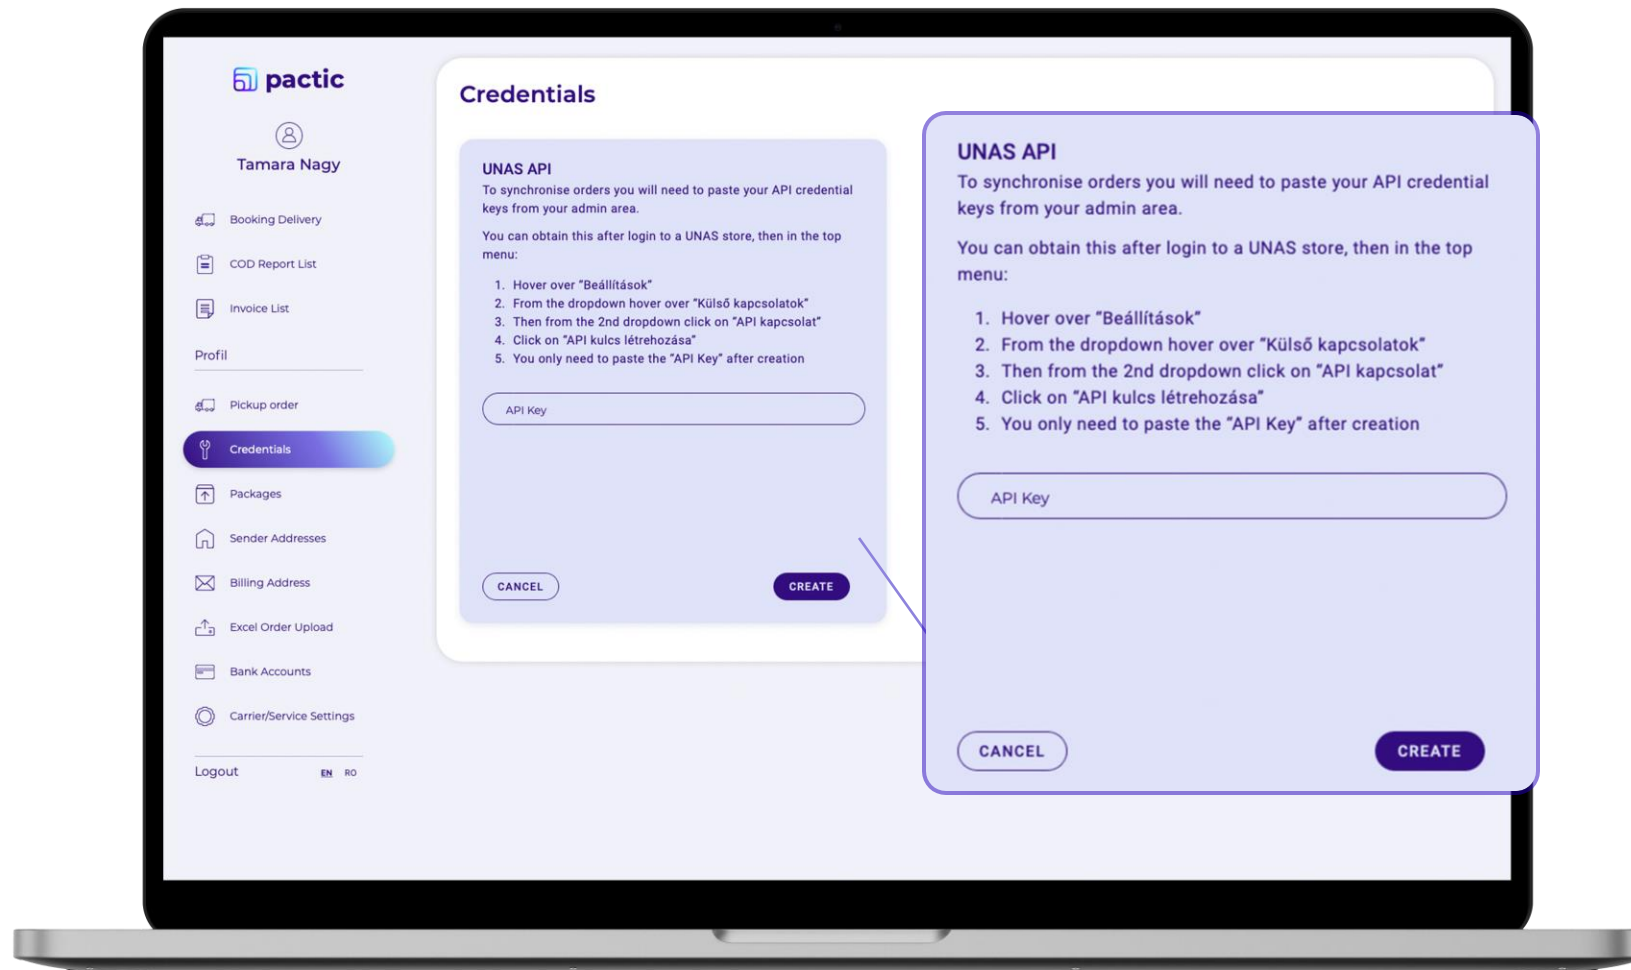 pactic
Tamara Nagy
Booking Delivery
COD Report List
Invoice List
Profil
Pickup order
Credentials
Packages
Sender Addresses
Billing Address
Excel Order Upload
Bank Accounts
Carrier/Service Settings
Logout EN RO
Credentials
UNAS API
To synchronise orders you will need to paste your API credential
keys from your admin area.
You can obtain this after login to a UNAS store, then in the top
menu:
1. Hover over “Beállítások”
2. From the dropdown hover over “Külső kapcsolatok”
3. Then from the 2nd dropdown click on “API kapcsolat”
4. Click on “API kulcs létrehozása”
5. You only need to paste the “API Key” after creation
API Key
CANCEL CREATE
UNAS API
To synchronise orders you will need to paste your API credential
keys from your admin area.
You can obtain this after login to a UNAS store, then in the top
menu:
1. Hover over “Beállítások”
2. From the dropdown hover over “Külső kapcsolatok”
3. Then from the 2nd dropdown click on “API kapcsolat”
4. Click on “API kulcs létrehozása”
5. You only need to paste the “API Key” after creation
API Key
CANCEL CREATE